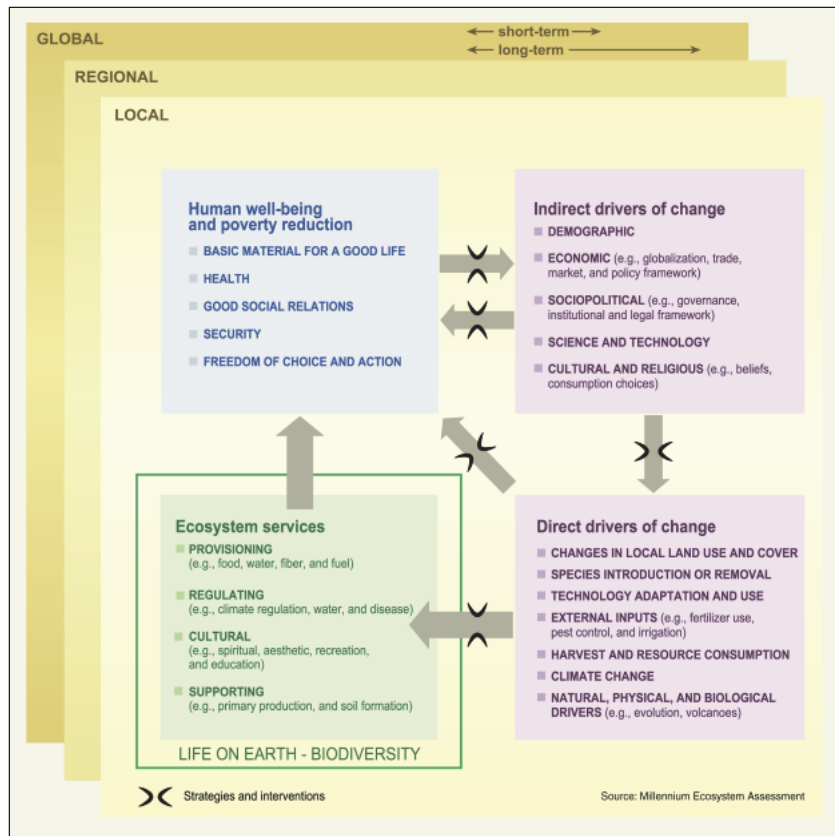 GLOBAL
short-term
long-term
REGIONAL
LOCAL
Human well-being
and poverty reduction
BASIC MATERIAL FOR A GOOD LIFE
HEALTH
GOOD SOCIAL RELATIONS
SECURITY
FREEDOM OF CHOICE AND ACTION
Indirect drivers of change
DEMOGRAPHIC
ECONOMIC (e.g., globalization, trade,
market, and policy framework)
SOCIOPOLITICAL (e.g., governance,
institutional and legal framework)
SCIENCE AND TECHNOLOGY
CULTURAL AND RELIGIOUS (e.g., beliefs,
consumption choices)
Ecosystem services
PROVISIONING
(e.g., food, water, fiber, and fuel)
REGULATING
(e.g., climate regulation, water, and disease)
CULTURAL
(e.g., spiritual, aesthetic, recreation,
and education)
SUPPORTING
(e.g., primary production, and soil formation)
LIFE ON EARTH - BIODIVERSITY
Direct drivers of change
CHANGES IN LOCAL LAND USE AND COVER
SPECIES INTRODUCTION OR REMOVAL
TECHNOLOGY ADAPTATION AND USE
EXTERNAL INPUTS (e.g., fertilizer use,
pest control, and irrigation)
HARVEST AND RESOURCE CONSUMPTION
CLIMATE CHANGE
NATURAL, PHYSICAL, AND BIOLOGICAL
DRIVERS (e.g., evolution, volcanoes)
Strategies and interventions
Source: Millennium Ecosystem Assessment